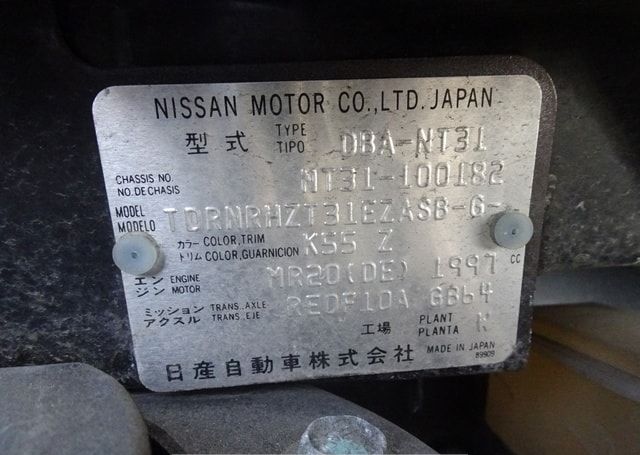 NISSAN MOTOR CO.,LTD. JAPAN
型式 TYPE TIPO DBA-NT31
CHASSIS NO. NO. DE CHASIS NT31-100182
MODEL MODELO TDRNRHZT31EZASB-G-
カラー COLOR,TRIM トリム COLOR, GUARNICION K55 Z
エンジン ENGINE MOTOR MR20(DE) 1997 CC
ミッション TRANS. AXLE アクスル TRANS. EJE RE0F10A GB64
工場 PLANT PLANTA K
日産自動車株式会社 MADE IN JAPAN
89909